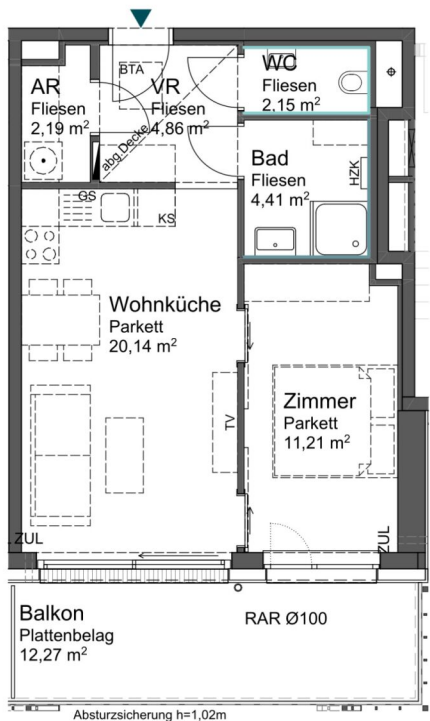 AR
Fliesen
2,19 m²
BTA
VR
Fliesen
4,86 m²
abg.Decke
WC
Fliesen
2,15 m²
Bad
Fliesen
4,41 m²
HZK
GS
KS
Wohnküche
Parkett
20,14 m²
TV
Zimmer
Parkett
11,21 m²
ZUL
ZUL
Balkon
Plattenbelag
12,27 m²
RAR Ø100
Absturzsicherung h=1,02m